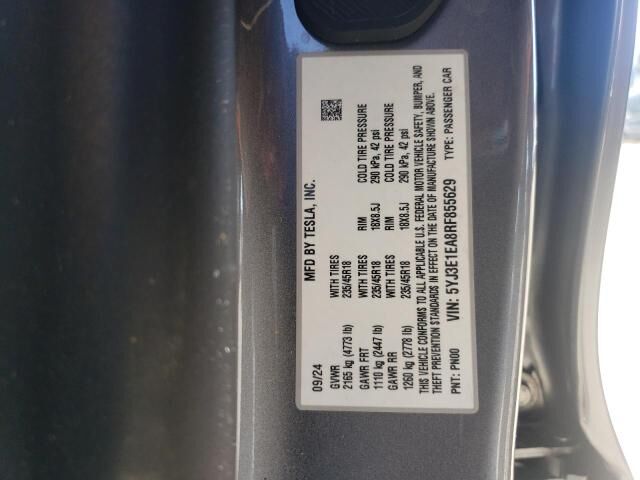 MFD BY TESLA, INC.
09/24
GVWR WITH TIRES RIM COLD TIRE PRESSURE
2165 kg (4773 lb) 235/45R18 18X8.5J 290 kPa, 42 psi
GAWR FRT WITH TIRES RIM COLD TIRE PRESSURE
1110 kg (2447 lb) 235/45R18 18X8.5J 290 kPa, 42 psi
GAWR RR
1260 kg (2778 lb) 235/45R18
THIS VEHICLE CONFORMS TO ALL APPLICABLE U.S. FEDERAL MOTOR VEHICLE SAFETY, BUMPER, AND
THEFT PREVENTION STANDARDS IN EFFECT ON THE DATE OF MANUFACTURE SHOWN ABOVE.
VIN: 5YJ3E1EA8RF855629
PNT: PN00 TYPE: PASSENGER CAR